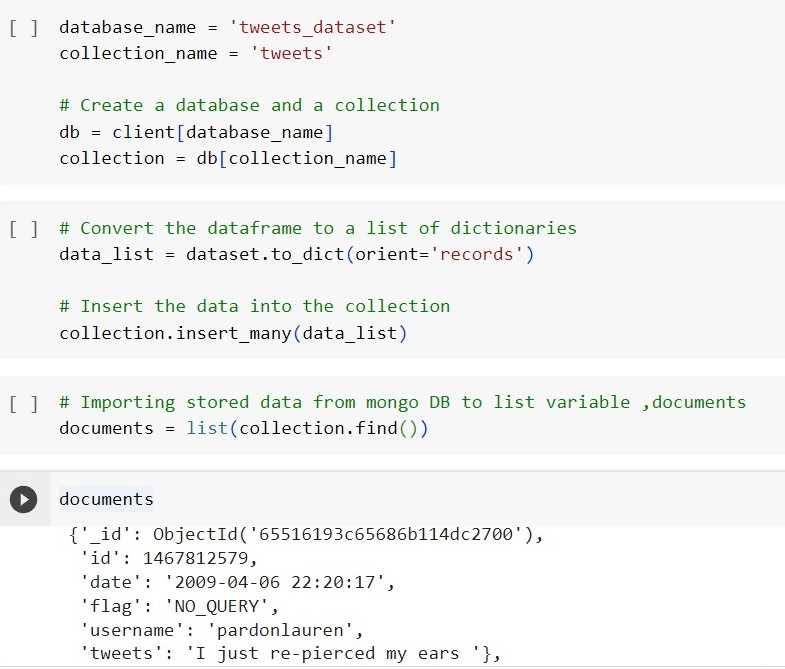 [ ] database_name = 'tweets_dataset'
collection_name = 'tweets'
# Create a database and a collection
db = client[database_name]
collection = db[collection_name]
[ ] # Convert the dataframe to a list of dictionaries
data_list = dataset.to_dict(orient='records')
# Insert the data into the collection
collection.insert_many(data_list)
[ ] # Importing stored data from mongo DB to list variable ,documents
documents = list(collection.find())
documents
{'_id': ObjectId('65516193c65686b114dc2700'),
'id': 1467812579,
'date': '2009-04-06 22:20:17',
'flag': 'NO_QUERY',
'username': 'pardonlauren',
'tweets': 'I just re-pierced my ears '},